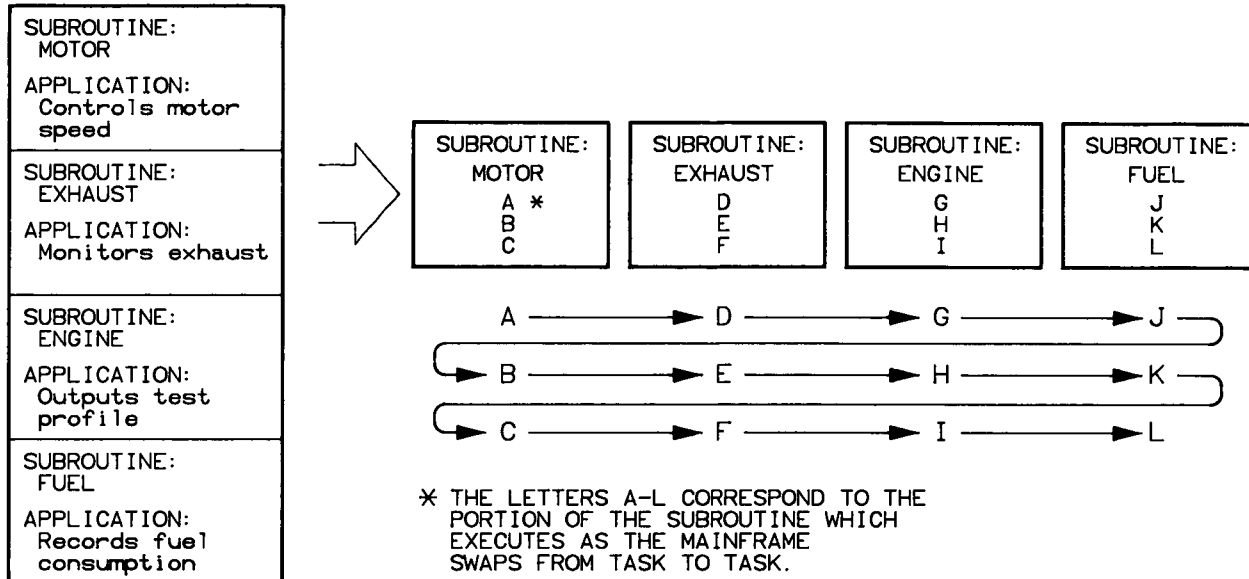 SUBROUTINE:
MOTOR
APPLICATION:
Controls motor
speed
SUBROUTINE:
EXHAUST
APPLICATION:
Monitors exhaust
SUBROUTINE:
ENGINE
APPLICATION:
Outputs test
profile
SUBROUTINE:
FUEL
APPLICATION:
Records fuel
consumption
SUBROUTINE:
MOTOR
A *
B
C
SUBROUTINE:
EXHAUST
D
E
F
SUBROUTINE:
ENGINE
G
H
I
SUBROUTINE:
FUEL
J
K
L
A D G J
B E H K
C F I L
* THE LETTERS A-L CORRESPOND TO THE
PORTION OF THE SUBROUTINE WHICH
EXECUTES AS THE MAINFRAME
SWAPS FROM TASK TO TASK.